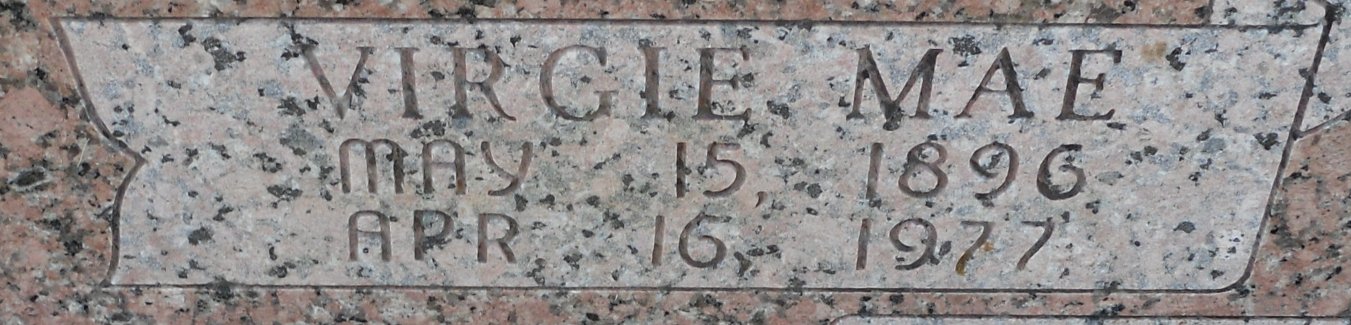 VIRGIE MAE
MAY 15, 1896
APR 16, 1977